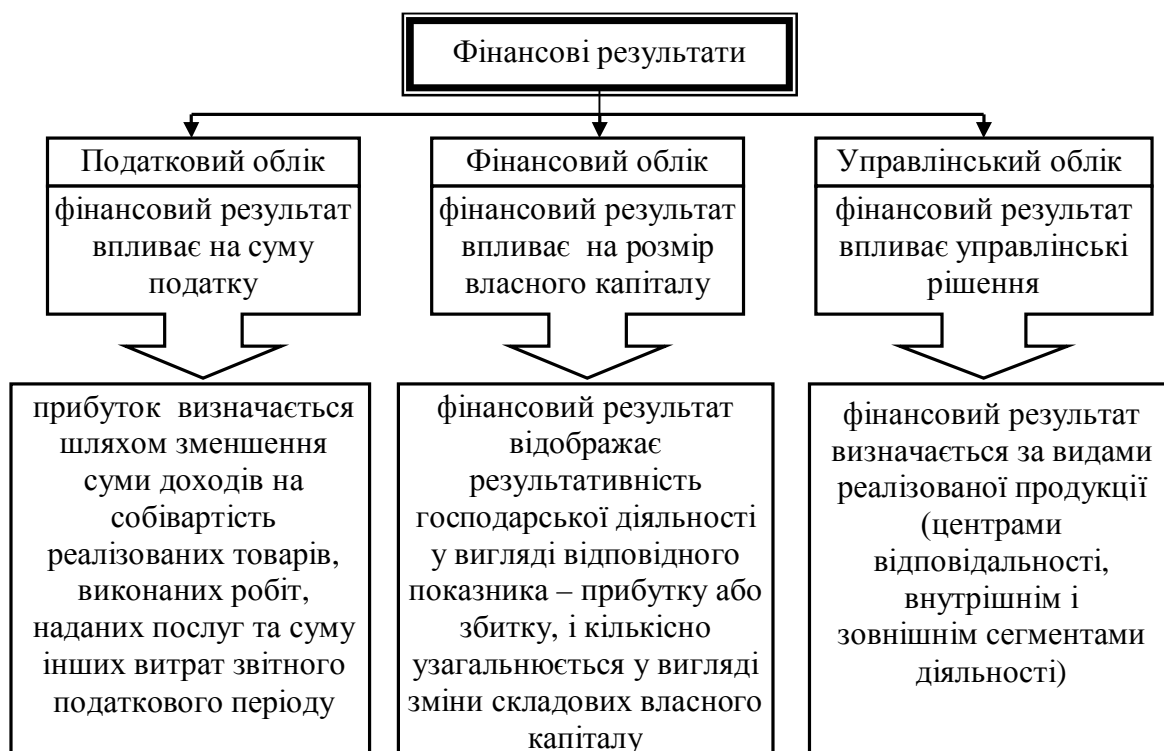 Фінансові результати
Податковий облік
фінансовий результат
впливає на суму
податку
прибуток визначається
шляхом зменшення
суми доходів на
собівартість
реалізованих товарів,
виконаних робіт,
наданих послуг та суму
інших витрат звітного
податкового періоду
Фінансовий облік
фінансовий результат
впливає на розмір
власного капіталу
фінансовий результат
відображає
результативність
господарської діяльності
у вигляді відповідного
показника – прибутку або
збитку, і кількісно
узагальнюється у вигляді
зміни складових власного
капіталу
Управлінський облік
фінансовий результат
впливає управлінські
рішення
фінансовий результат
визначається за видами
реалізованої продукції
(центрами
відповідальності,
внутрішнім і
зовнішнім сегментами
діяльності)